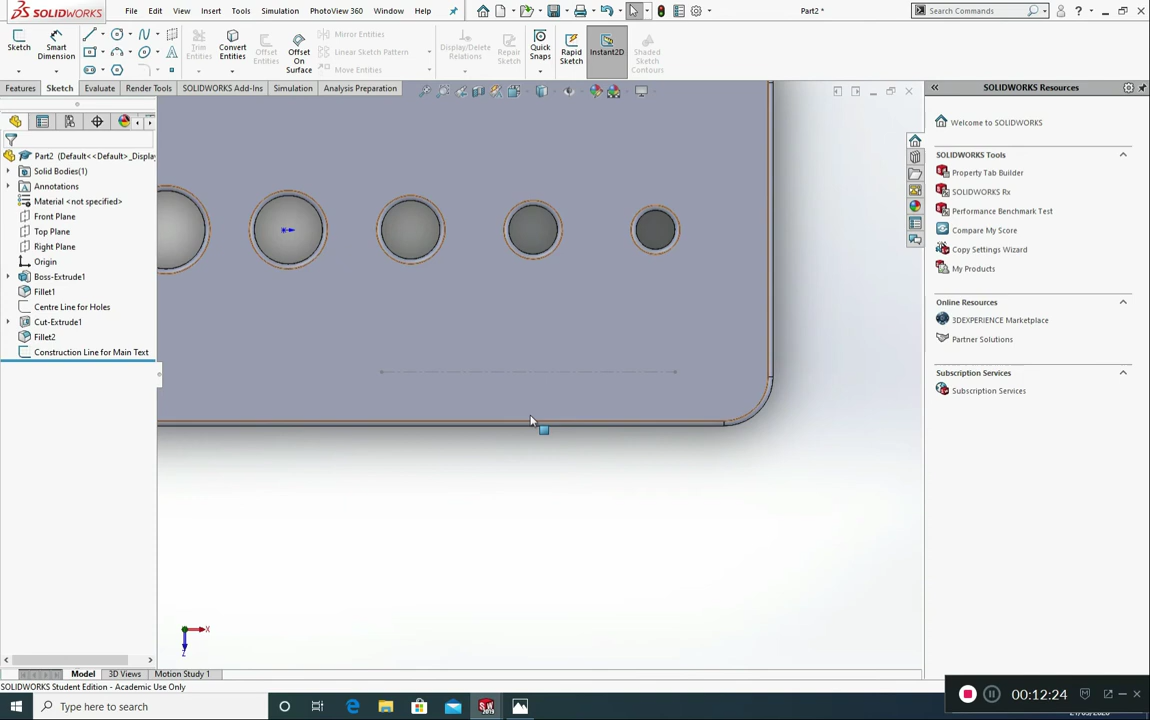 SOLIDWORKS
File Edit View Insert Tools Simulation PhotoView 360 Window Help
Part2 *
Search Commands
Sketch
Smart Dimension
Trim Entities
Convert Entities
Offset Entities
Offset On Surface
Mirror Entities
Linear Sketch Pattern
Move Entities
Display/Delete Relations
Repair Sketch
Quick Snaps
Rapid Sketch
Instant2D
Shaded Sketch Contours
Features Sketch Evaluate Render Tools SOLIDWORKS Add-Ins Simulation Analysis Preparation
Part2 (Default<<Default>_Display
Solid Bodies(1)
Annotations
Material <not specified>
Front Plane
Top Plane
Right Plane
Origin
Boss-Extrude1
Fillet1
Centre Line for Holes
Cut-Extrude1
Fillet2
Construction Line for Main Text
X
Z
SOLIDWORKS Resources
Welcome to SOLIDWORKS
SOLIDWORKS Tools
Property Tab Builder
SOLIDWORKS Rx
Performance Benchmark Test
Compare My Score
Copy Settings Wizard
My Products
Online Resources
3DEXPERIENCE Marketplace
Partner Solutions
Subscription Services
Subscription Services
Model 3D Views Motion Study 1
SOLIDWORKS Student Edition - Academic Use Only
Type here to search
00:12:24